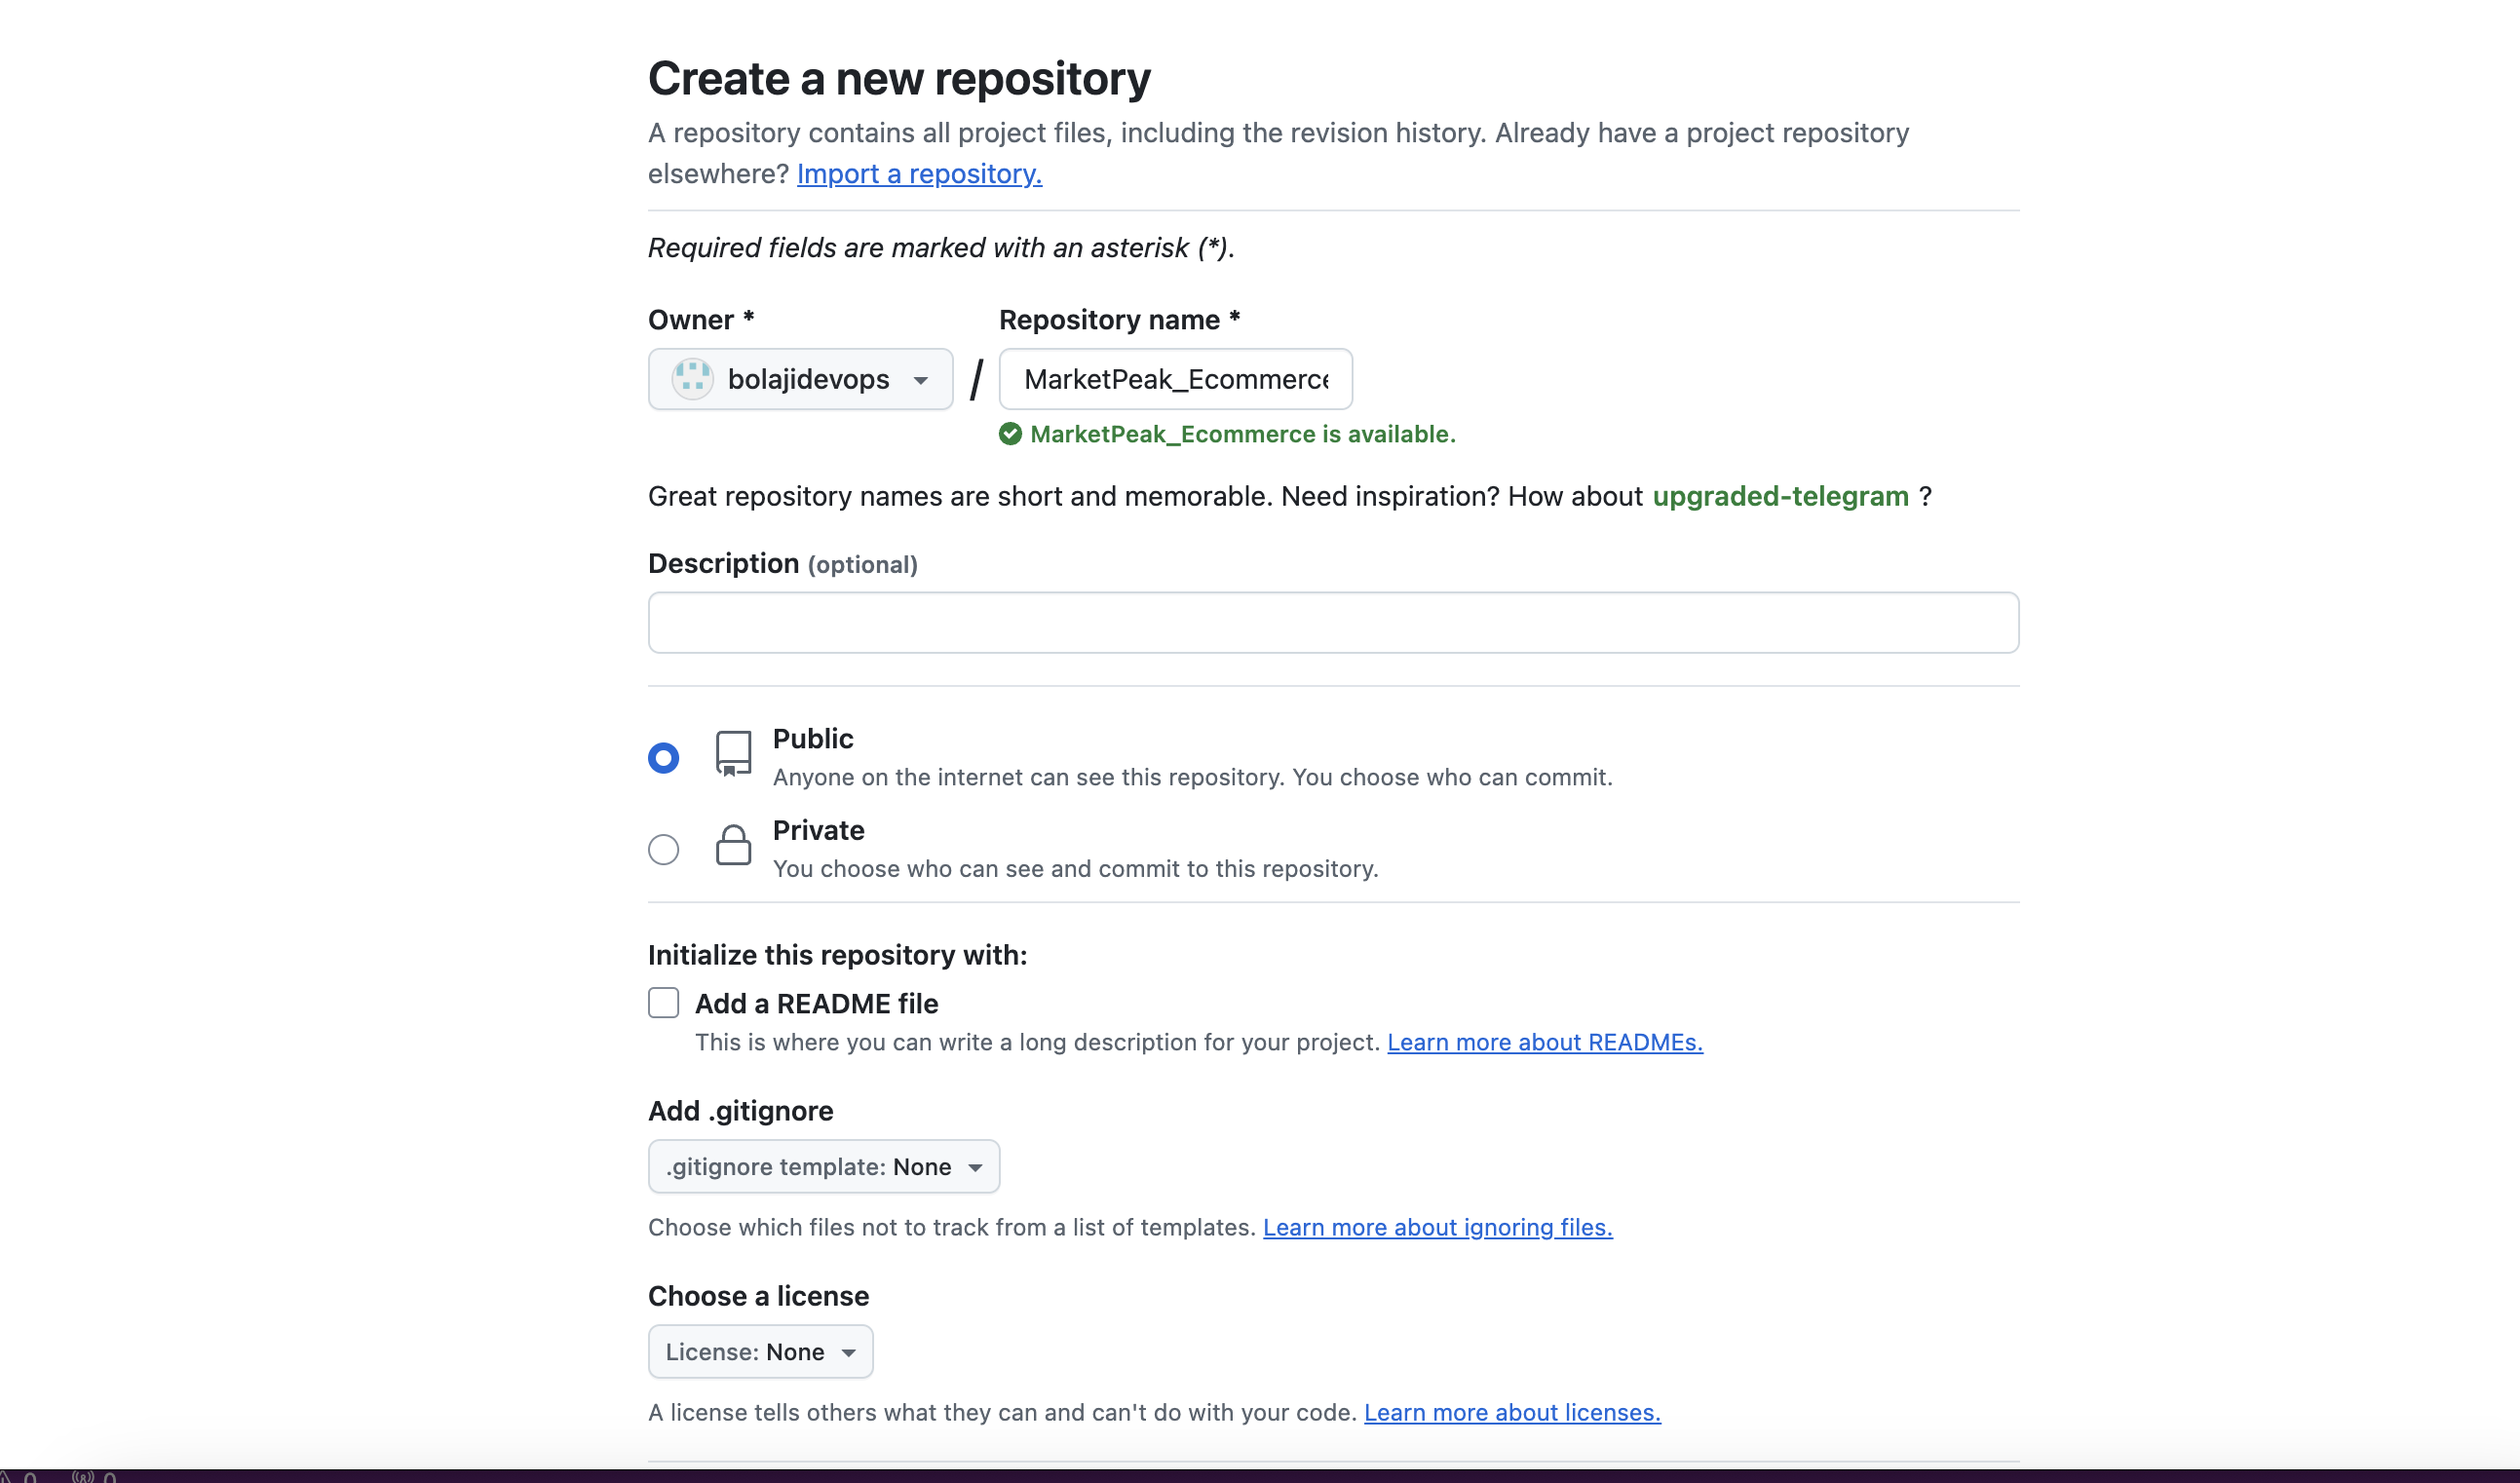 Create a new repository
A repository contains all project files, including the revision history. Already have a project repository
elsewhere? Import a repository.
Required fields are marked with an asterisk (*).
Owner * Repository name *
bolajidevops / MarketPeak_Ecommerce
MarketPeak_Ecommerce is available.
Great repository names are short and memorable. Need inspiration? How about upgraded-telegram ?
Description (optional)
Public
Anyone on the internet can see this repository. You choose who can commit.
Private
You choose who can see and commit to this repository.
Initialize this repository with:
Add a README file
This is where you can write a long description for your project. Learn more about READMEs.
Add .gitignore
.gitignore template: None
Choose which files not to track from a list of templates. Learn more about ignoring files.
Choose a license
License: None
A license tells others what they can and can't do with your code. Learn more about licenses.
0 0